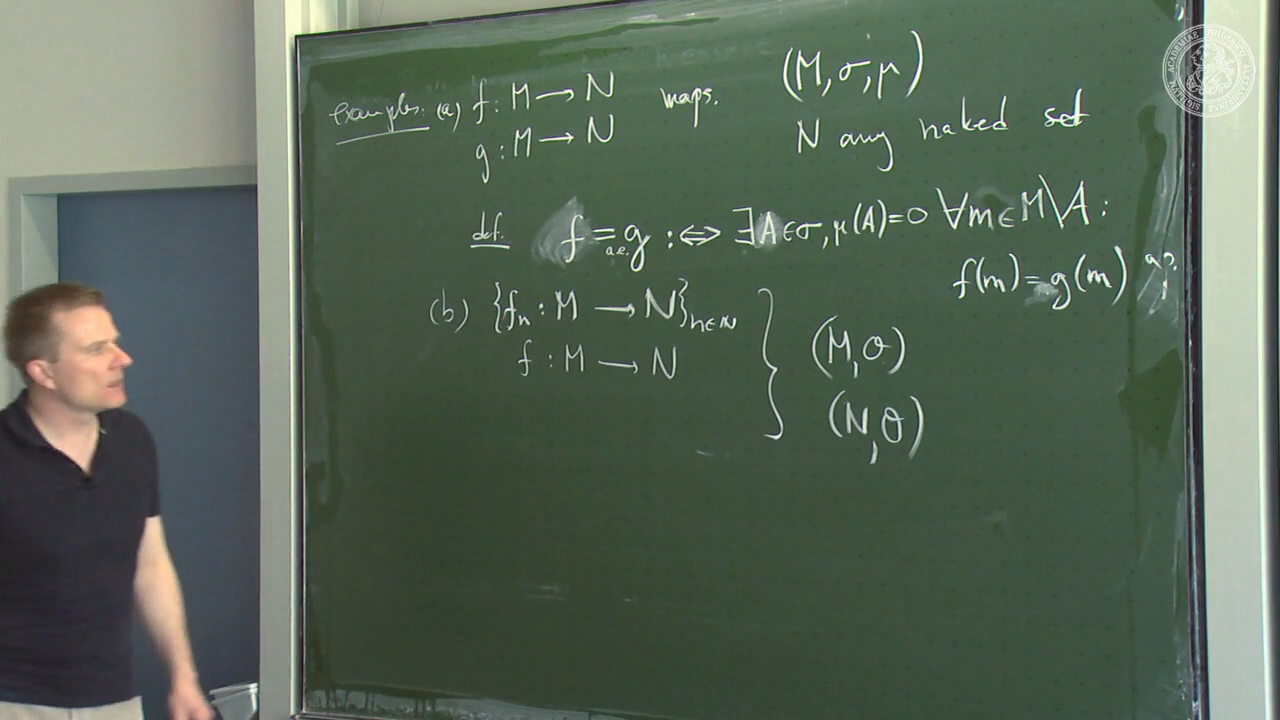 examples: (a) f : M → N maps. (M, σ, μ)
g : M → N N any naked set
def. f =a.e. g :⇔ ∃A∈σ, μ(A)=0 ∀m∈M\A :
f(m) = g(m)
(b) {fn : M → N}n∈ℕ
f : M → N
(M, σ)
(N, θ)